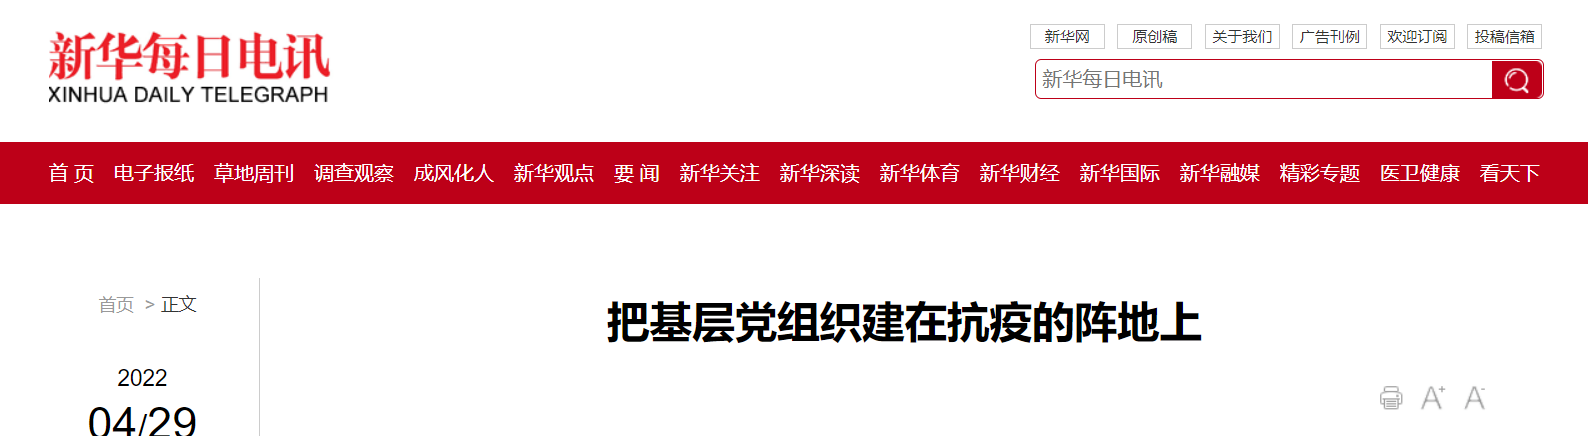 新华每日电讯
XINHUA DAILY TELEGRAPH
新华网 原创稿 关于我们 广告刊例 欢迎订阅 投稿信箱
新华每日电讯
首 页 电子报纸 草地周刊 调查观察 成风化人 新华观点 要 闻 新华关注 新华深读 新华体育 新华财经 新华国际 新华融媒 精彩专题 医卫健康 看天下
首页 > 正文
把基层党组织建在抗疫的阵地上
2022
04/29
A+ A-